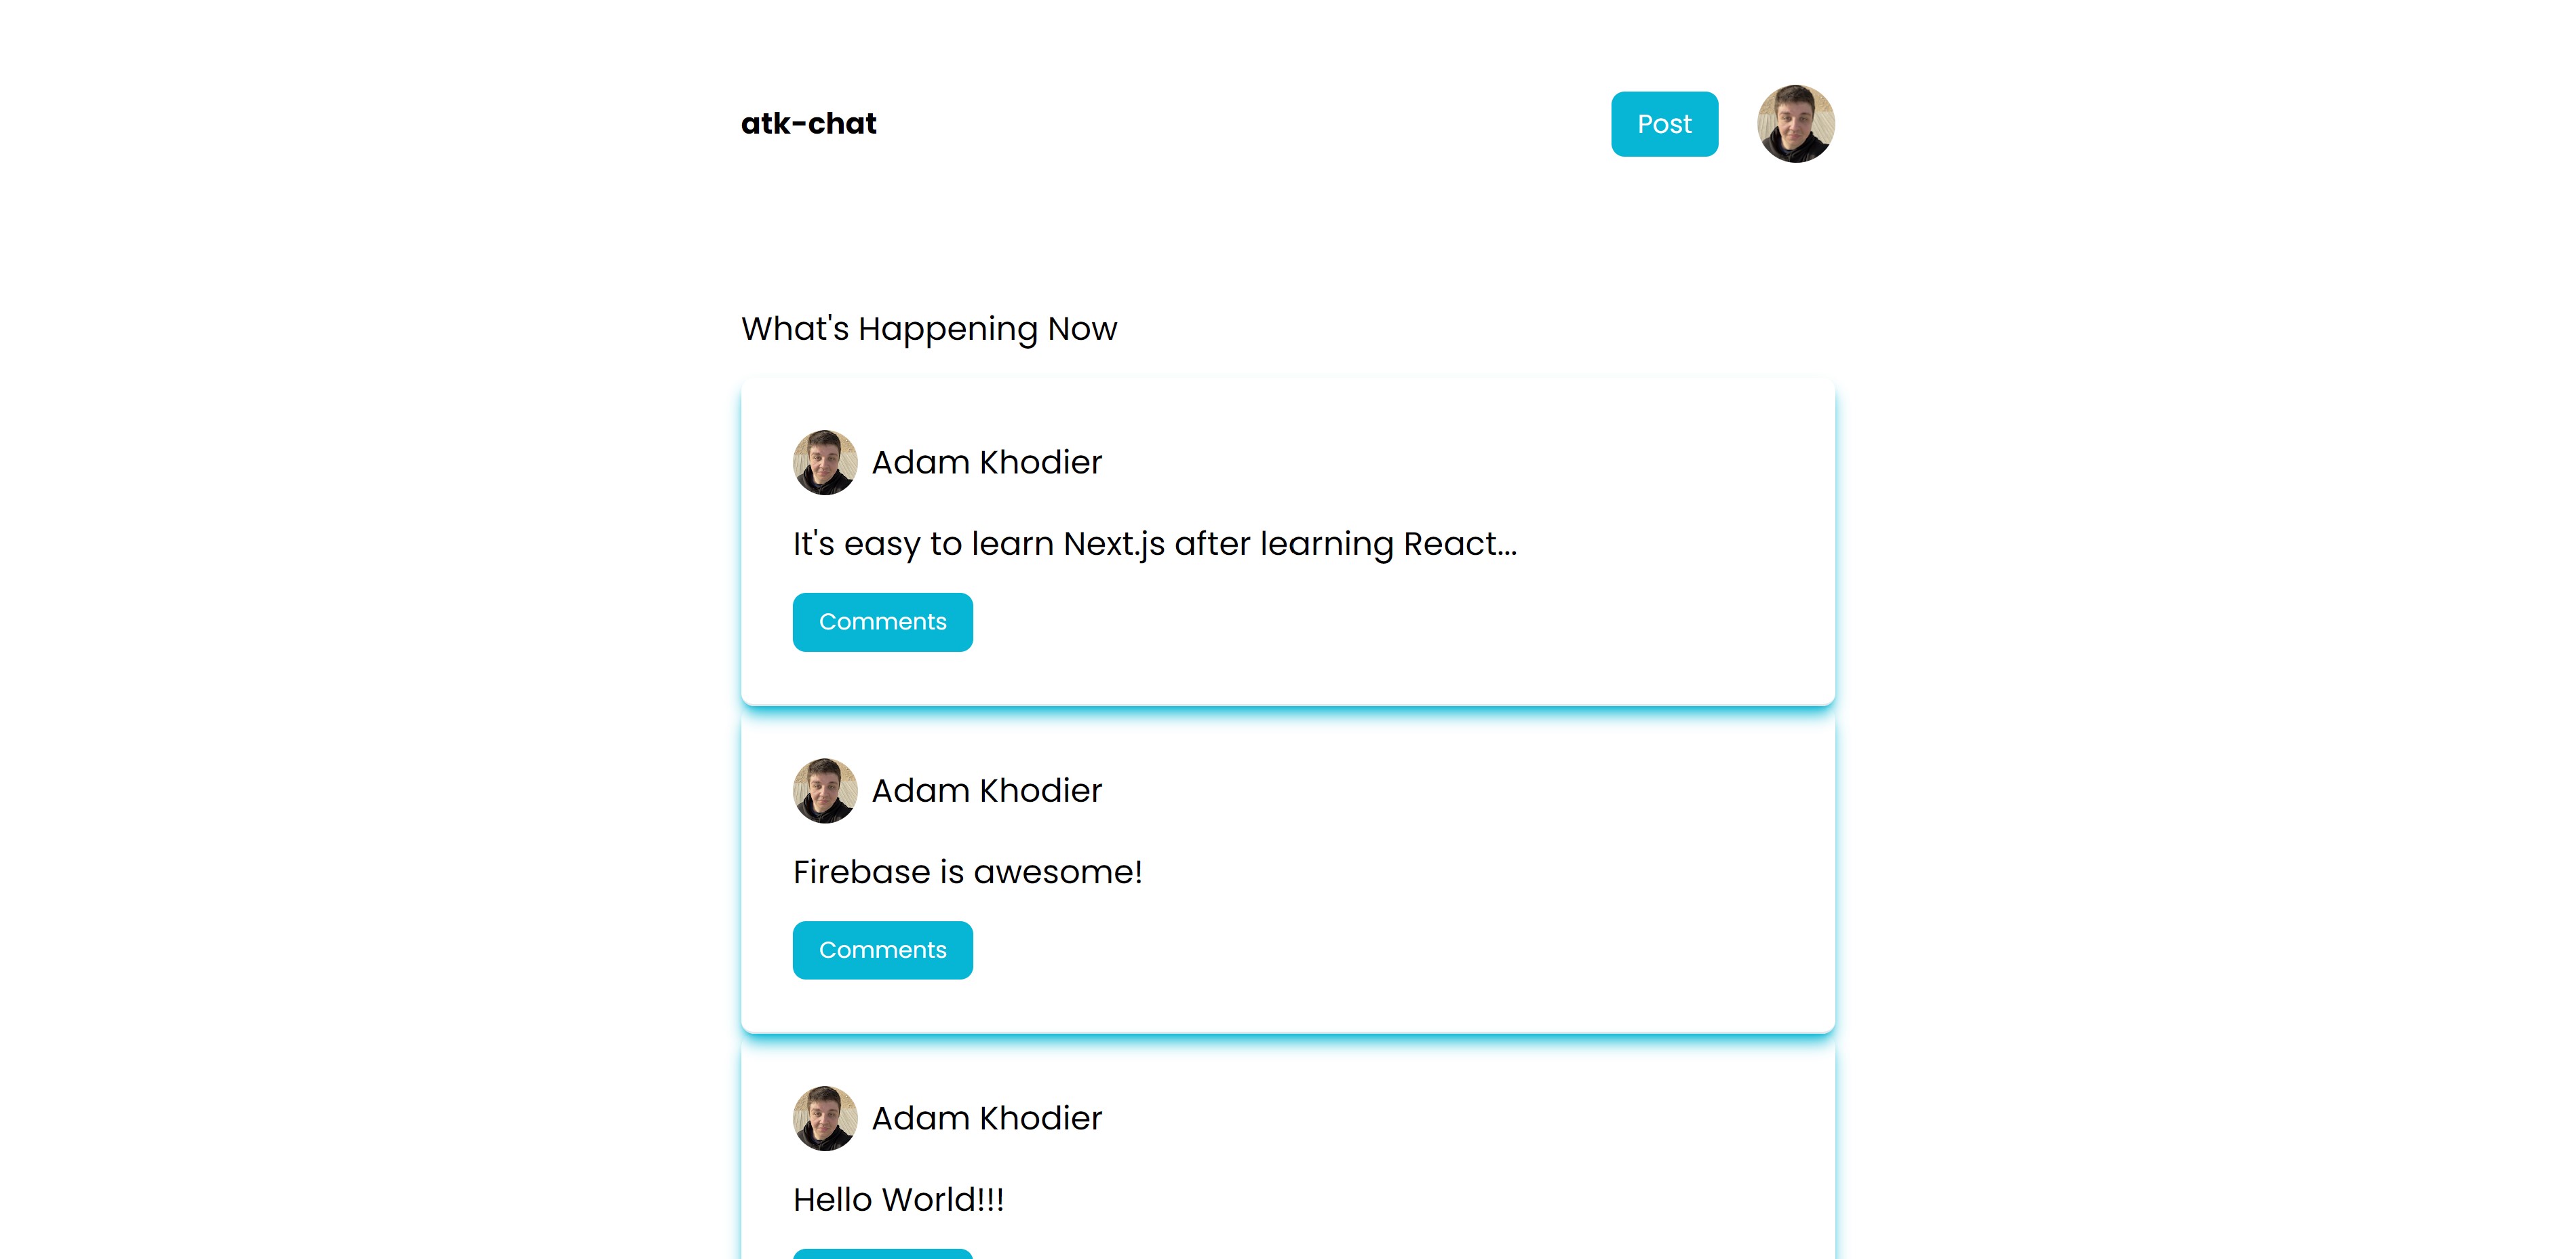 atk-chat
Post
What's Happening Now
Adam Khodier
It's easy to learn Next.js after learning React...
Comments
Adam Khodier
Firebase is awesome!
Comments
Adam Khodier
Hello World!!!